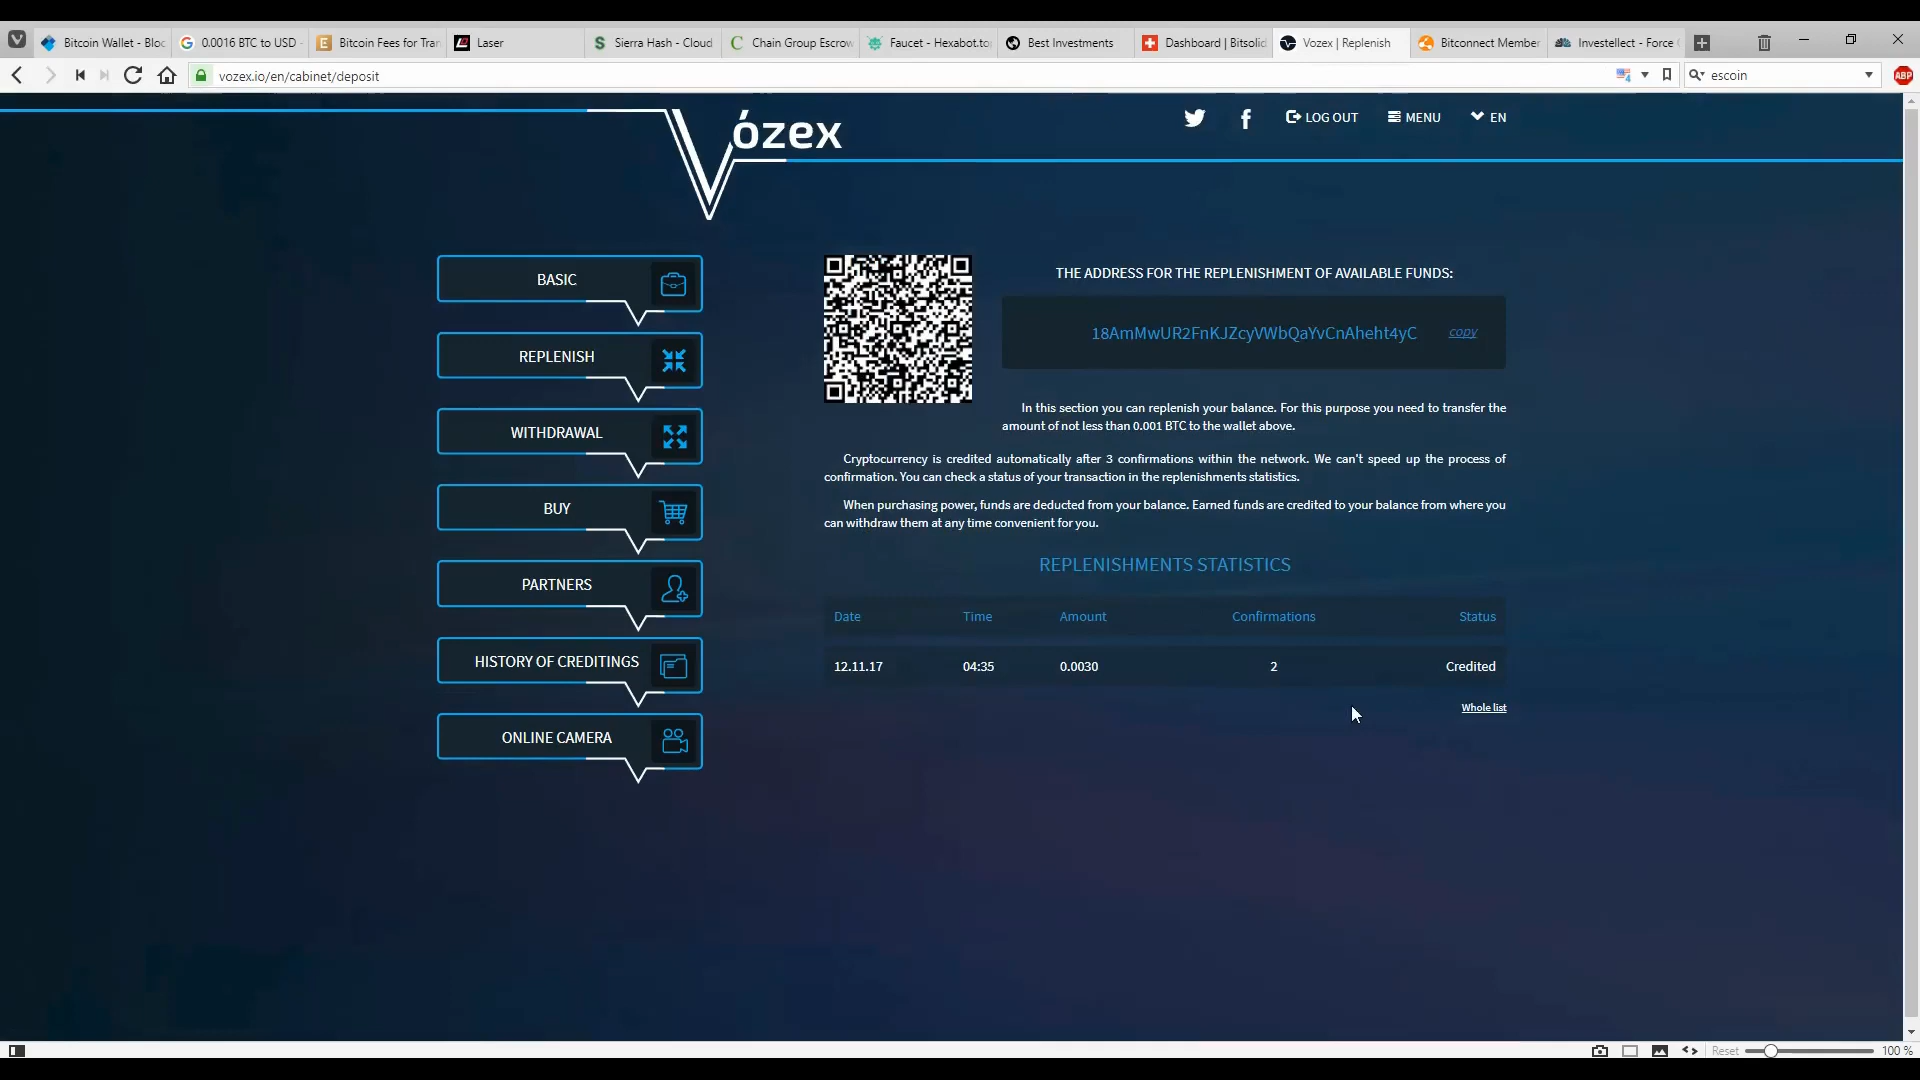 Bitcoin Wallet - Bloc
0.0016 BTC to USD -
Bitcoin Fees for Tran
Laser
Sierra Hash - Cloud
Chain Group Escrow
Faucet - Hexabot.to
Best Investments
Dashboard | Bitsolid
Vozex | Replenish
Bitconnect Member
Investellect - Force
vozex.io/en/cabinet/deposit
escoin
ABP
Vózex
LOG OUT
MENU
EN
BASIC
REPLENISH
WITHDRAWAL
BUY
PARTNERS
HISTORY OF CREDITINGS
ONLINE CAMERA
THE ADDRESS FOR THE REPLENISHMENT OF AVAILABLE FUNDS:
18AmMwUR2FnKJZcyVWbQaYvCnAheht4yC copy
In this section you can replenish your balance. For this purpose you need to transfer the
amount of not less than 0.001 BTC to the wallet above.
Cryptocurrency is credited automatically after 3 confirmations within the network. We can't speed up the process of
confirmation. You can check a status of your transaction in the replenishments statistics.
When purchasing power, funds are deducted from your balance. Earned funds are credited to your balance from where you
can withdraw them at any time convenient for you.
REPLENISHMENTS STATISTICS
Date Time Amount Confirmations Status
12.11.17 04:35 0.0030 2 Credited
Whole list
Reset 100 %